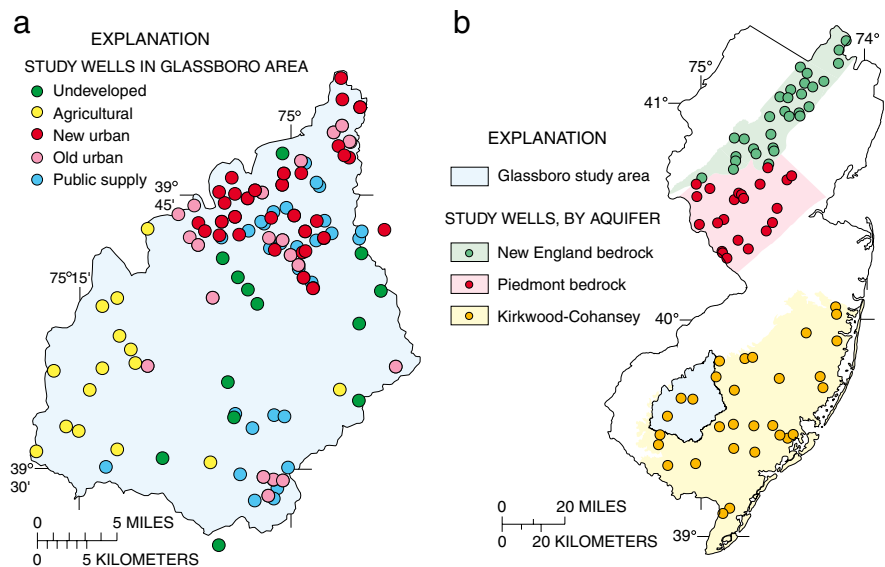 a
EXPLANATION
STUDY WELLS IN GLASSBORO AREA
Undeveloped
Agricultural
New urban
Old urban
Public supply
75°
39°
45'
75°15'
39°
30'
0 5 MILES
0 5 KILOMETERS
b
74°
75°
41°
EXPLANATION
Glassboro study area
STUDY WELLS, BY AQUIFER
New England bedrock
Piedmont bedrock
Kirkwood-Cohansey
40°
0 20 MILES
0 20 KILOMETERS
39°